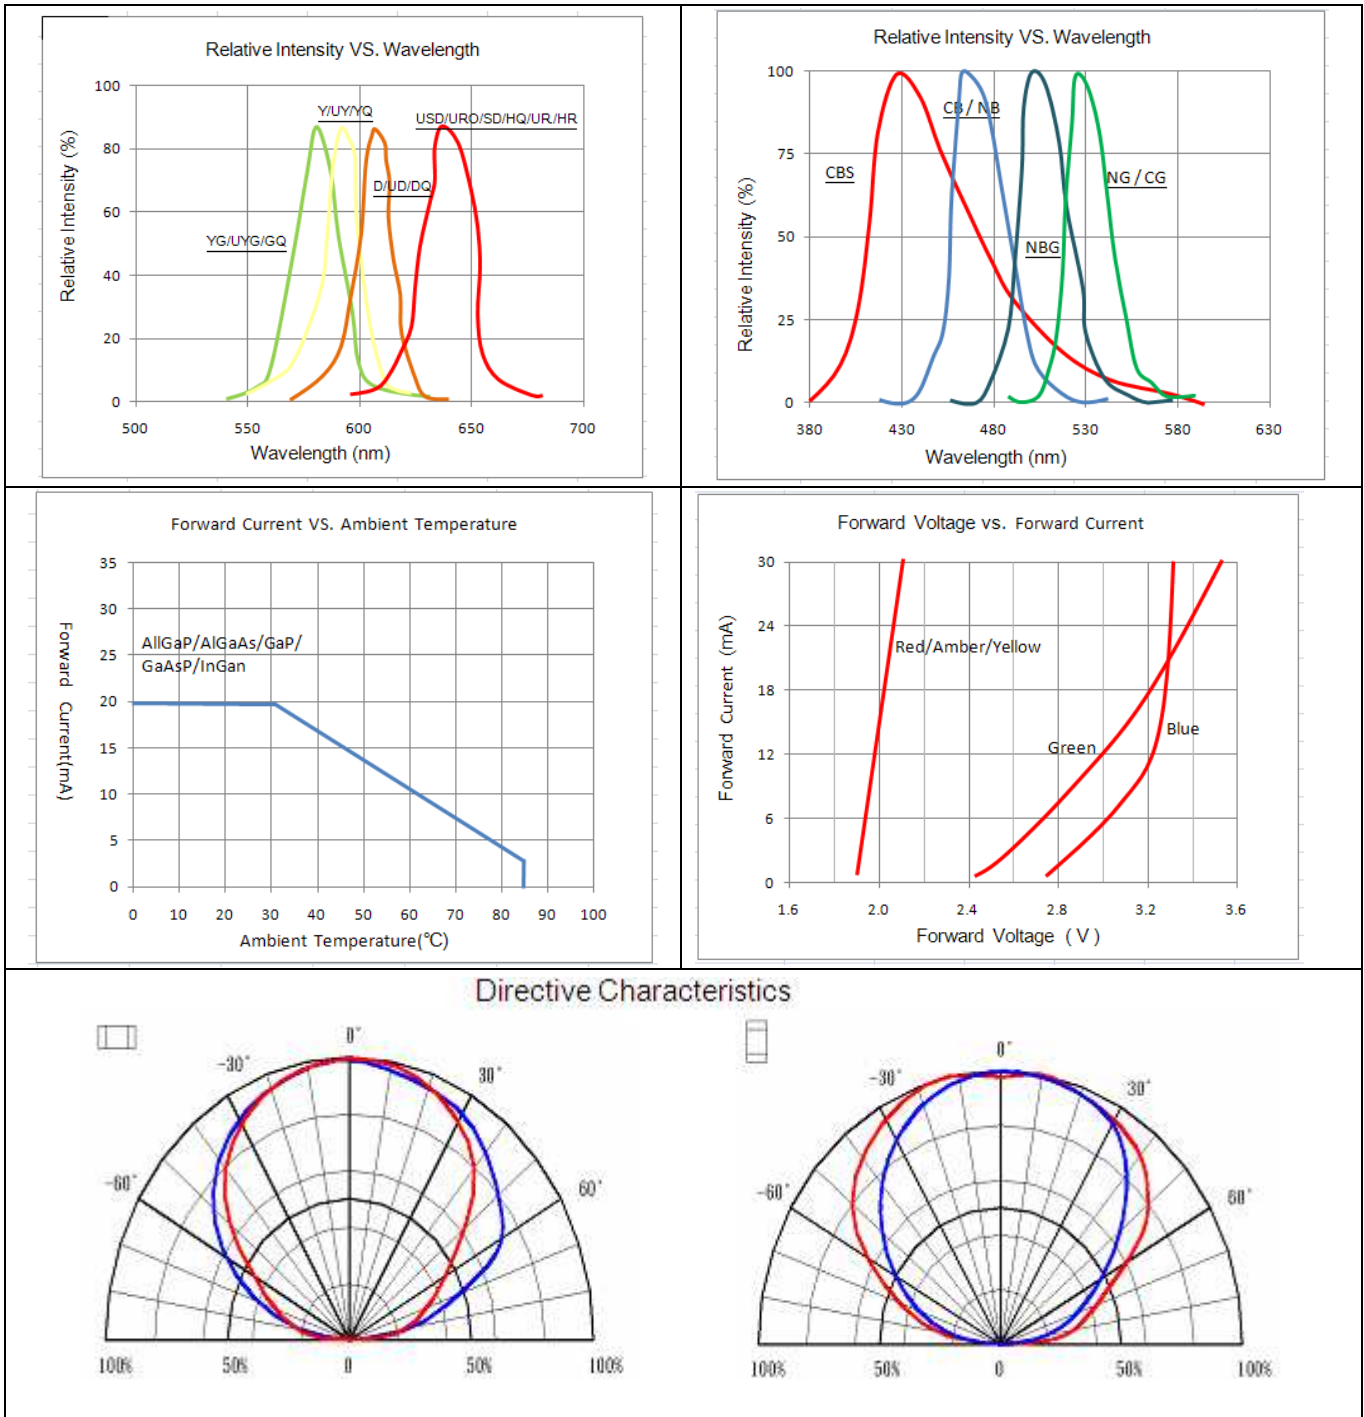 Relative Intensity VS. Wavelength
100
80
60
40
20
0
Relative Intensity (%)
Y/UY/YQ
USD/URO/SD/HQ/UR/HR
D/UD/DQ
YG/UYG/GQ
500 550 600 650 700
Wavelength (nm)
Relative Intensity VS. Wavelength
100
75
50
25
0
Relative Intensity (%)
CB / NB
CBS
NG / CG
NBG
380 430 480 530 580 630
Wavelength (nm)
Forward Current VS. Ambient Temperature
35
30
25
20
15
10
5
0
Forward Current(mA)
AllGaP/AlGaAs/GaP/
GaAsP/InGan
0 10 20 30 40 50 60 70 80 90 100
Ambient Temperature(℃)
Forward Voltage vs. Forward Current
30
24
18
12
6
0
Forward Current (mA)
Red/Amber/Yellow
Blue
Green
1.6 2.0 2.4 2.8 3.2 3.6
Forward Voltage ( V )
Directive Characteristics
0°
-30° 30°
-60° 60°
100% 50% 0 50% 100%
0°
-30° 30°
-60° 60°
100% 50% 0 50% 100%